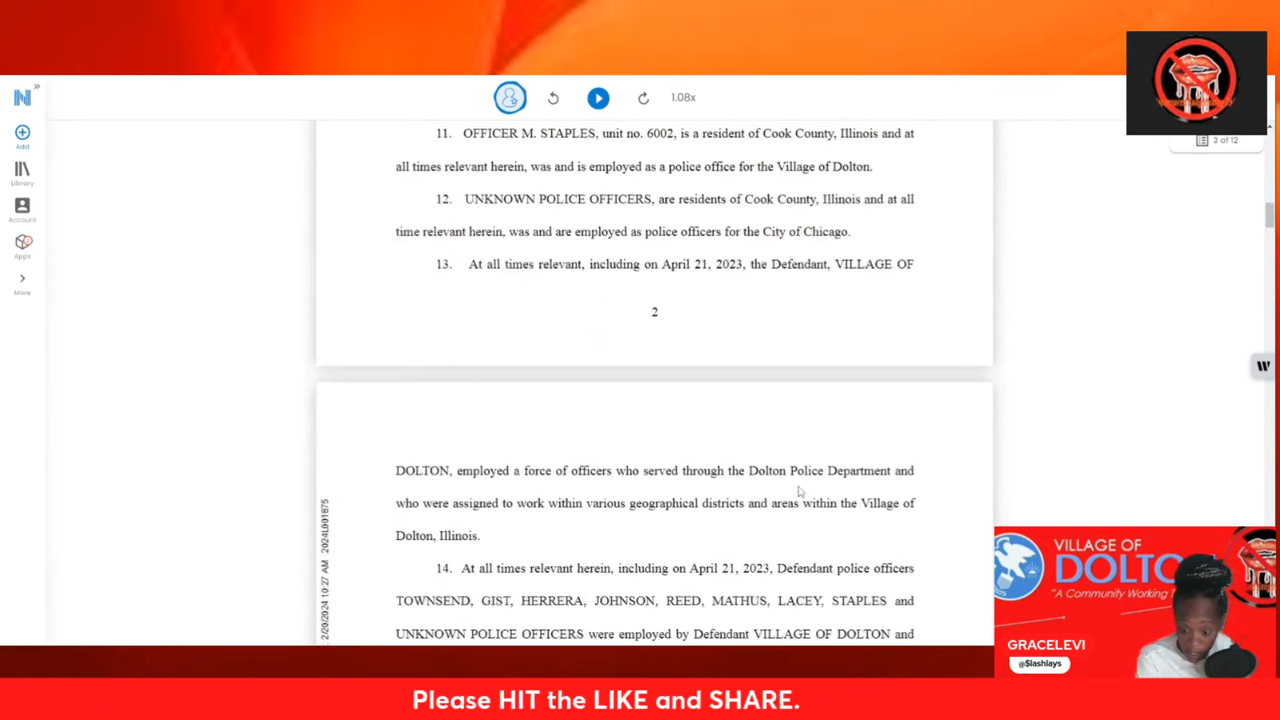 1.08x
Add
Library
Account
Apps
More
3 of 12
11. OFFICER M. STAPLES, unit no. 6002, is a resident of Cook County, Illinois and at
all times relevant herein, was and is employed as a police office for the Village of Dolton.
12. UNKNOWN POLICE OFFICERS, are residents of Cook County, Illinois and at all
time relevant herein, was and are employed as police officers for the City of Chicago.
13. At all times relevant, including on April 21, 2023, the Defendant, VILLAGE OF
2
DOLTON, employed a force of officers who served through the Dolton Police Department and
who were assigned to work within various geographical districts and areas within the Village of
Dolton, Illinois.
14. At all times relevant herein, including on April 21, 2023, Defendant police officers
TOWNSEND, GIST, HERRERA, JOHNSON, REED, MATHUS, LACEY, STAPLES and
UNKNOWN POLICE OFFICERS were employed by Defendant VILLAGE OF DOLTON and
2/20/2024 10:27 AM 2024L001875
W
VILLAGE OF
DOLTO
"A Community Working T
GRACELEVI
@$lashlays
Please HIT the LIKE and SHARE.